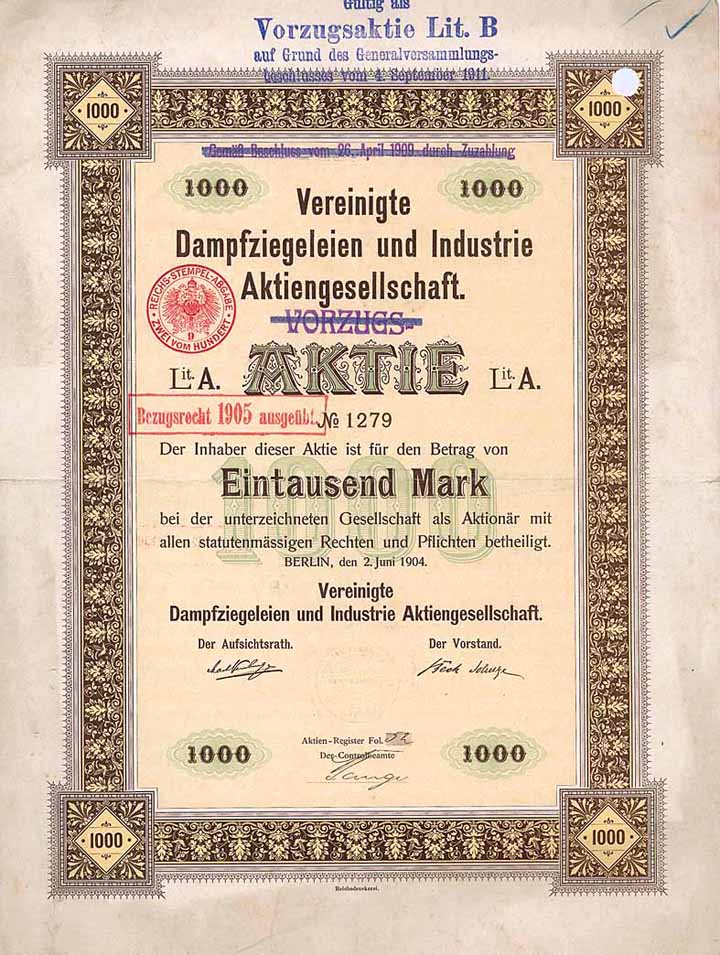 Gültig als
Vorzugsaktie Lit. B
auf Grund des Generalversammlungs-
beschlusses vom 4. September 1911.
1000 1000
Gemäß Beschluss vom 26. April 1909 durch Zuzahlung
1000 1000
Vereinigte
Dampfziegeleien und Industrie
Aktiengesellschaft.
REICHS-STEMPEL-ABGABE
9
ZWEI VOM HUNDERT
VORZUGS-
Lit. A. AKTIE Lit. A.
Bezugsrecht 1905 ausgeübt.
№ 1279
Der Inhaber dieser Aktie ist für den Betrag von
1000
Eintausend Mark
bei der unterzeichneten Gesellschaft als Aktionär mit
allen statutenmässigen Rechten und Pflichten betheiligt.
BERLIN, den 2. Juni 1904.
Vereinigte
Dampfziegeleien und Industrie Aktiengesellschaft.
Der Aufsichtsrath. Der Vorstand.
Aktien-Register Fol.
Der Controlbeamte
1000 1000
1000 1000
Reichsdruckerei.